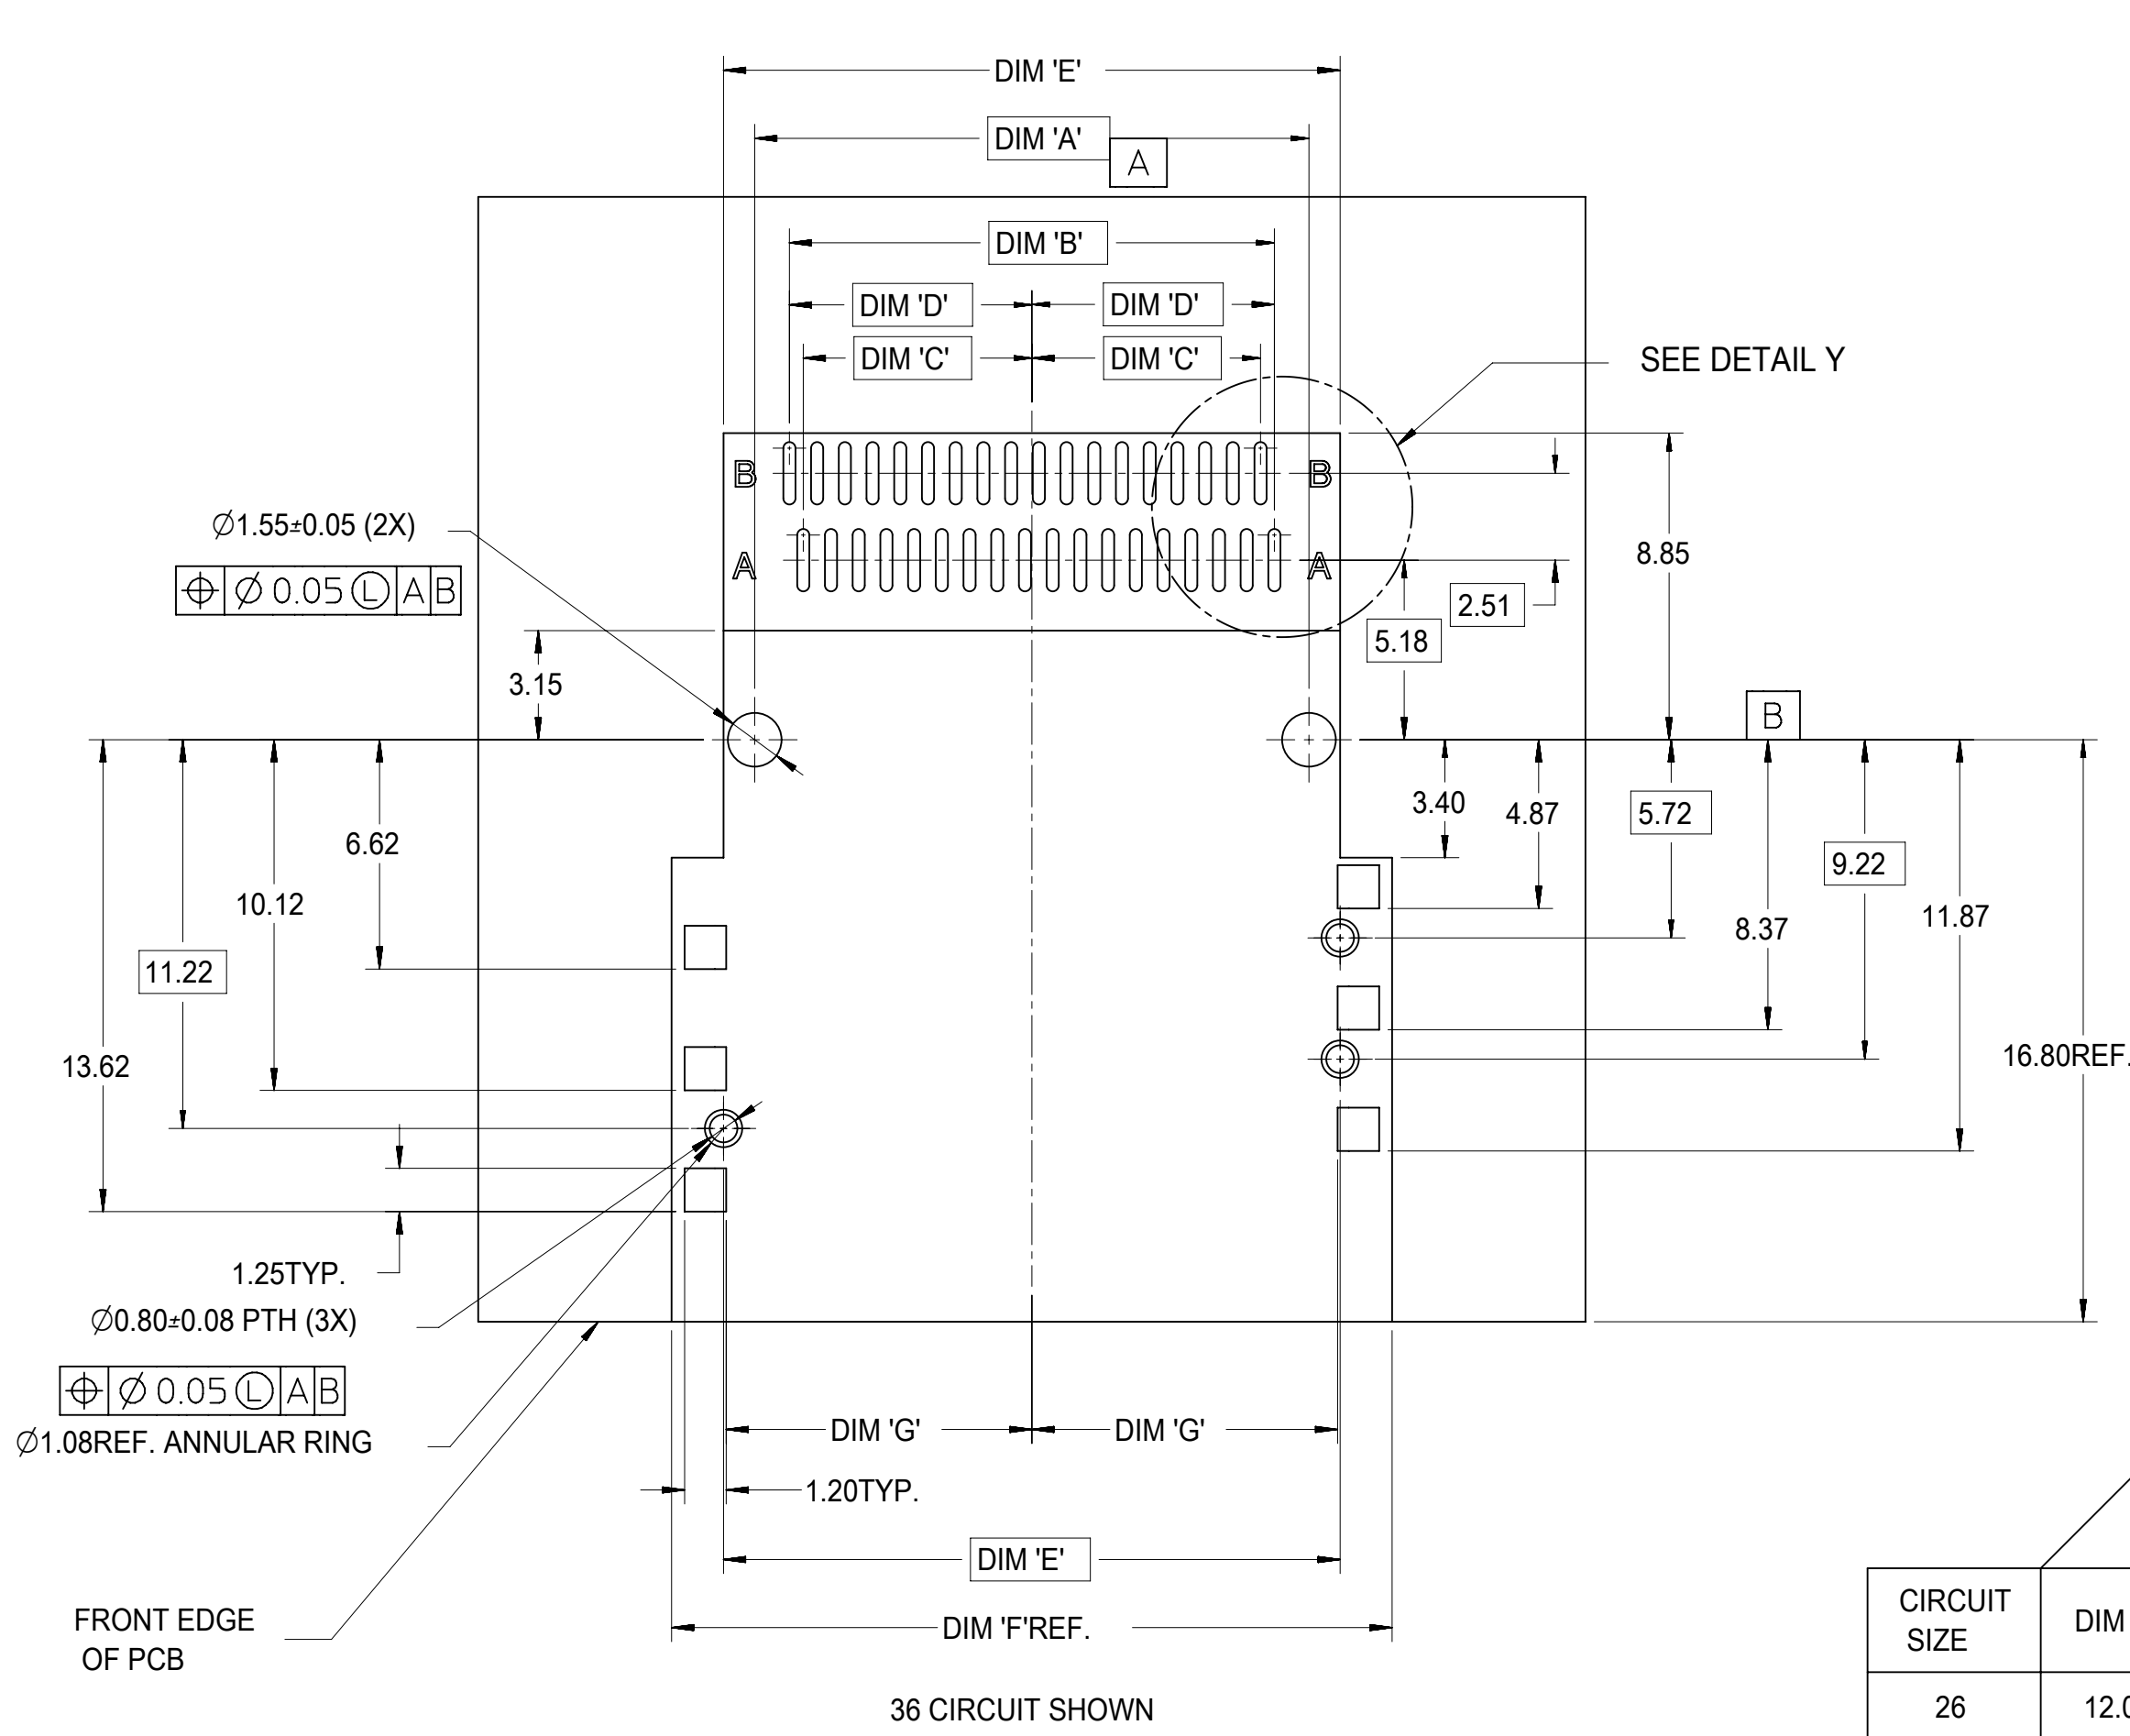 DIM 'E'
DIM 'A'
A
DIM 'B'
DIM 'D' DIM 'D'
DIM 'C' DIM 'C'
SEE DETAIL Y
B B
Ø1.55±0.05 (2X)
⌖ Ø 0.05 Ⓛ A B
A A
8.85
2.51
5.18
3.15
B
3.40
4.87
5.72
6.62
9.22
10.12
11.87
8.37
11.22
13.62
16.80REF.
1.25TYP.
Ø0.80±0.08 PTH (3X)
⌖ Ø 0.05 Ⓛ A B
Ø1.08REF. ANNULAR RING
DIM 'G' DIM 'G'
1.20TYP.
DIM 'E'
FRONT EDGE
OF PCB
DIM 'F'REF.
36 CIRCUIT SHOWN
CIRCUIT
SIZE
DIM
26 12.0